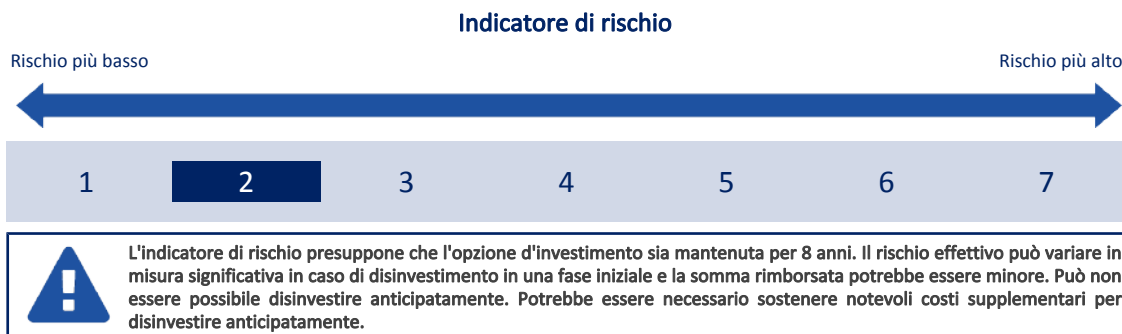 Indicatore di rischio
Rischio più basso
Rischio più alto
1 2 3 4 5 6 7
L'indicatore di rischio presuppone che l'opzione d'investimento sia mantenuta per 8 anni. Il rischio effettivo può variare in
misura significativa in caso di disinvestimento in una fase iniziale e la somma rimborsata potrebbe essere minore. Può non
essere possibile disinvestire anticipatamente. Potrebbe essere necessario sostenere notevoli costi supplementari per
disinvestire anticipatamente.